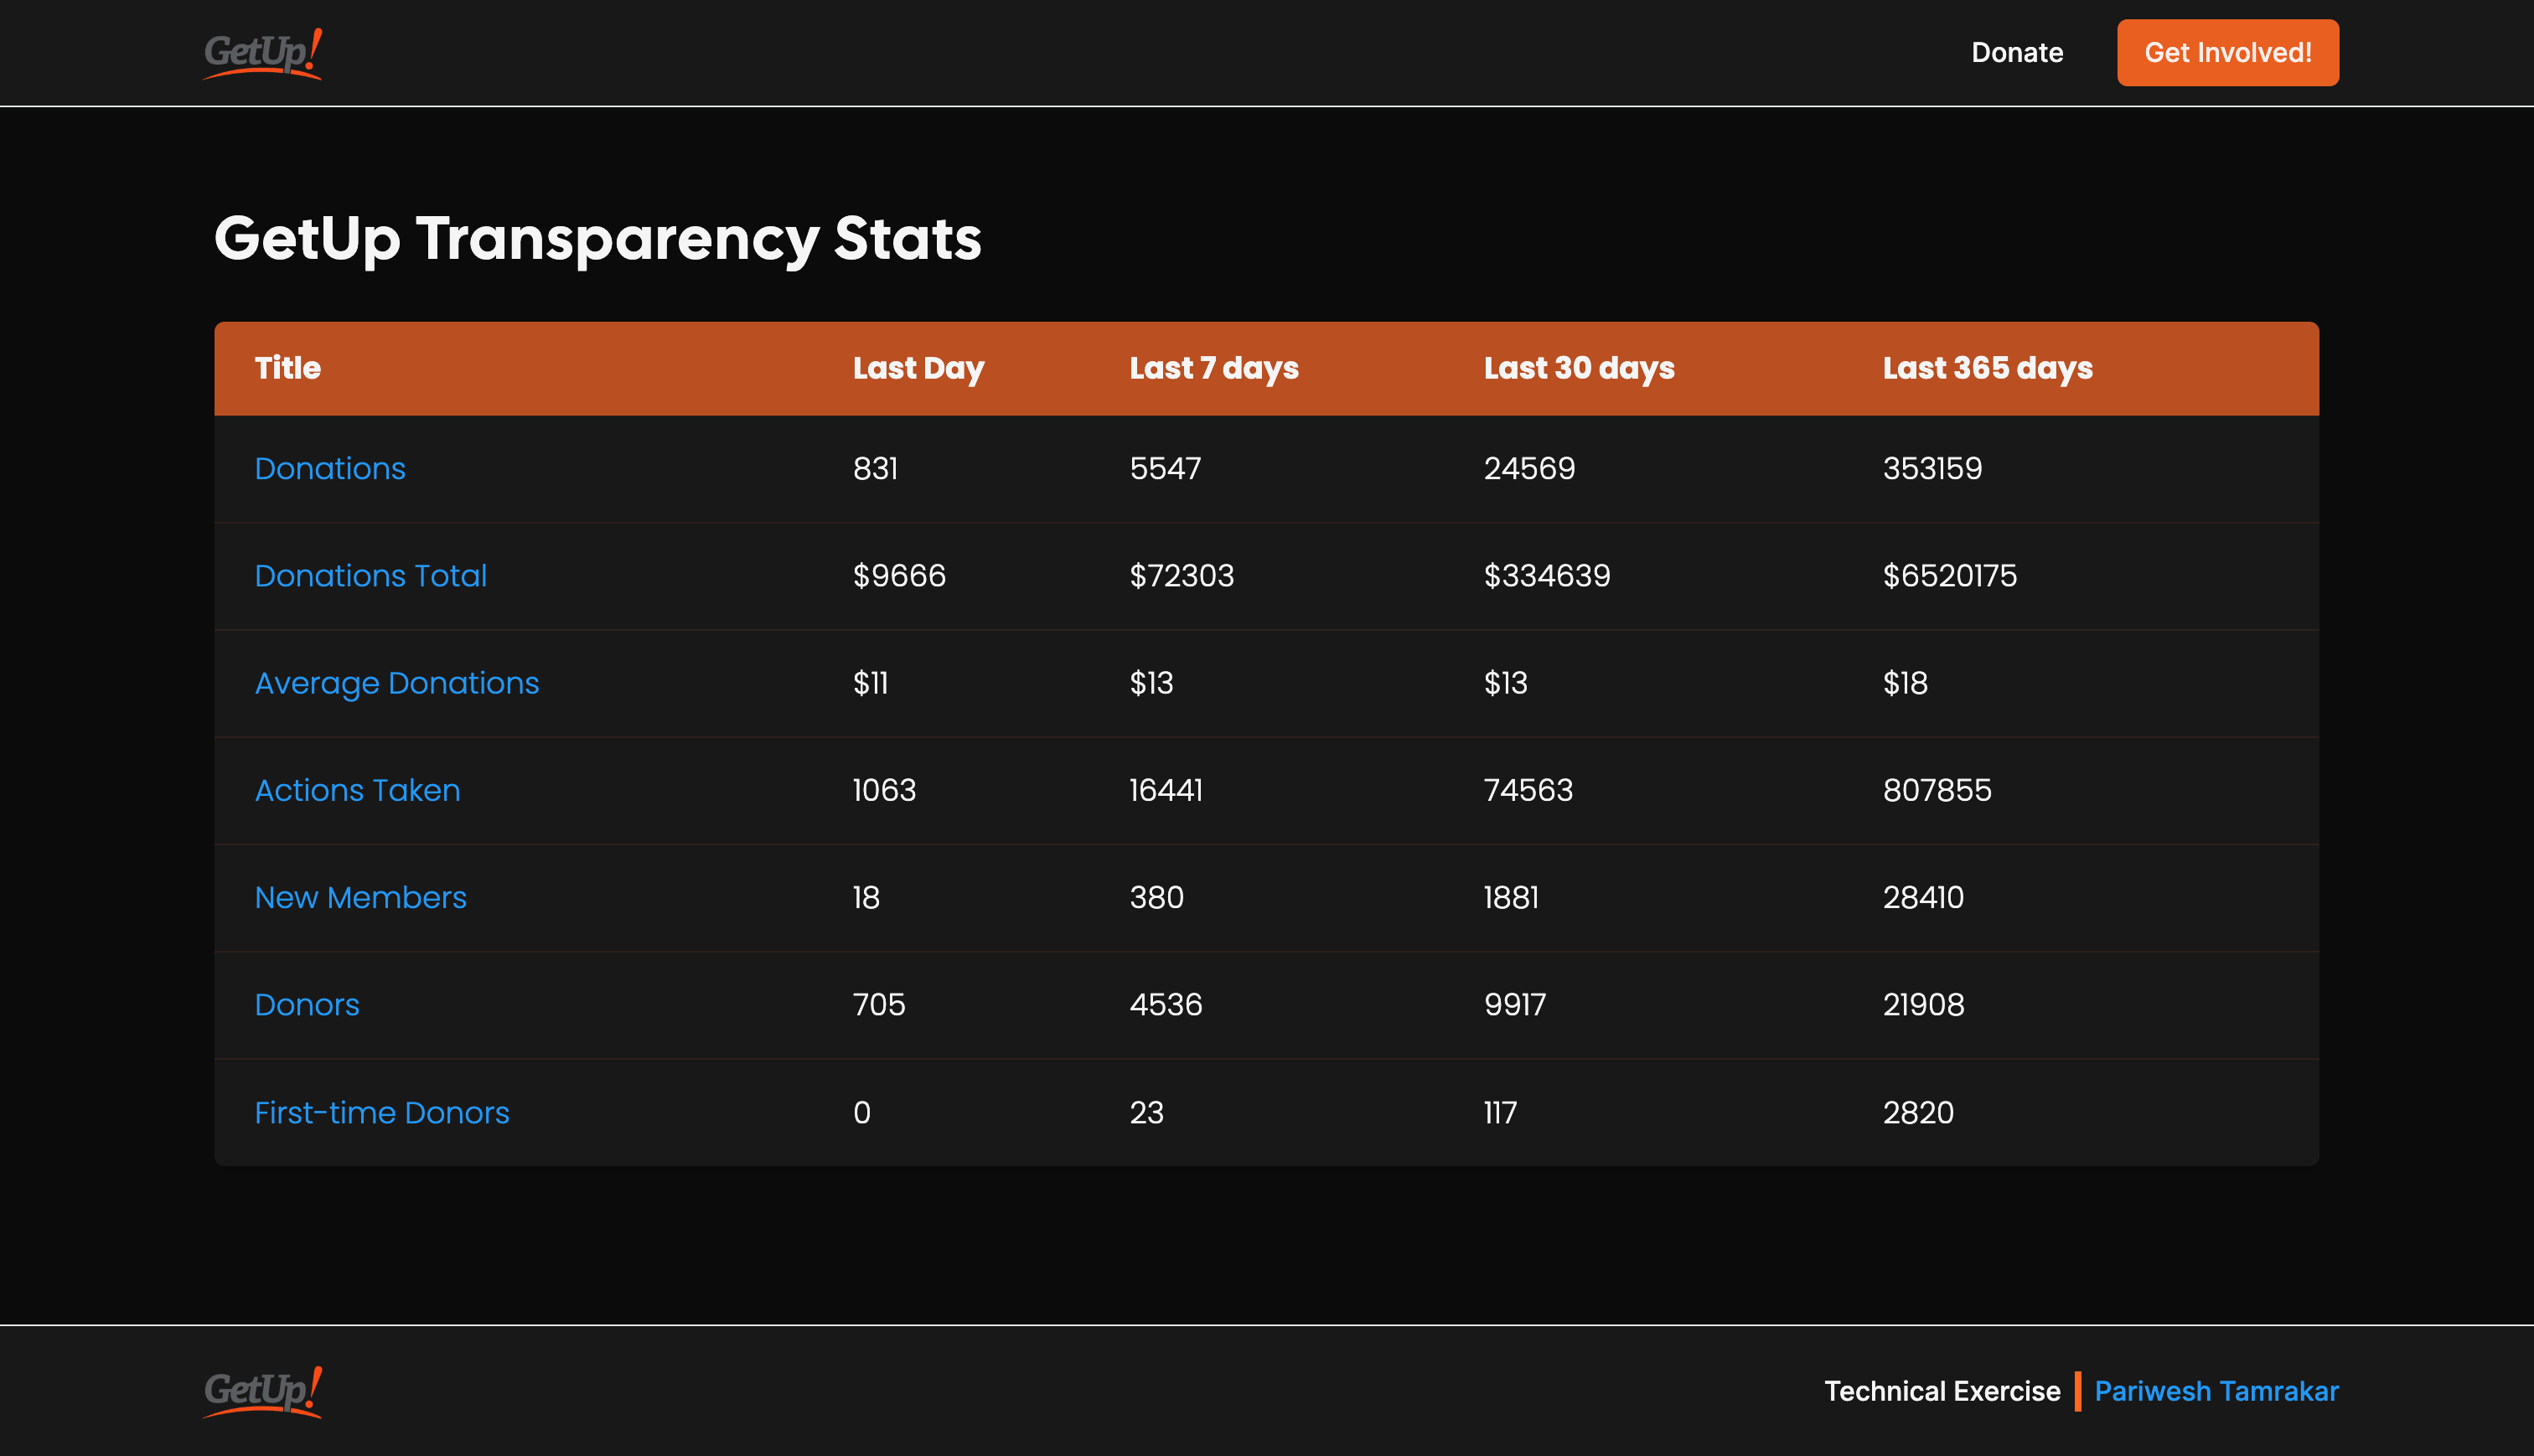 GetUp! Donate Get Involved!
GetUp Transparency Stats
Title Last Day Last 7 days Last 30 days Last 365 days
Donations 831 5547 24569 353159
Donations Total $9666 $72303 $334639 $6520175
Average Donations $11 $13 $13 $18
Actions Taken 1063 16441 74563 807855
New Members 18 380 1881 28410
Donors 705 4536 9917 21908
First-time Donors 0 23 117 2820
GetUp! Technical Exercise Pariwesh Tamrakar